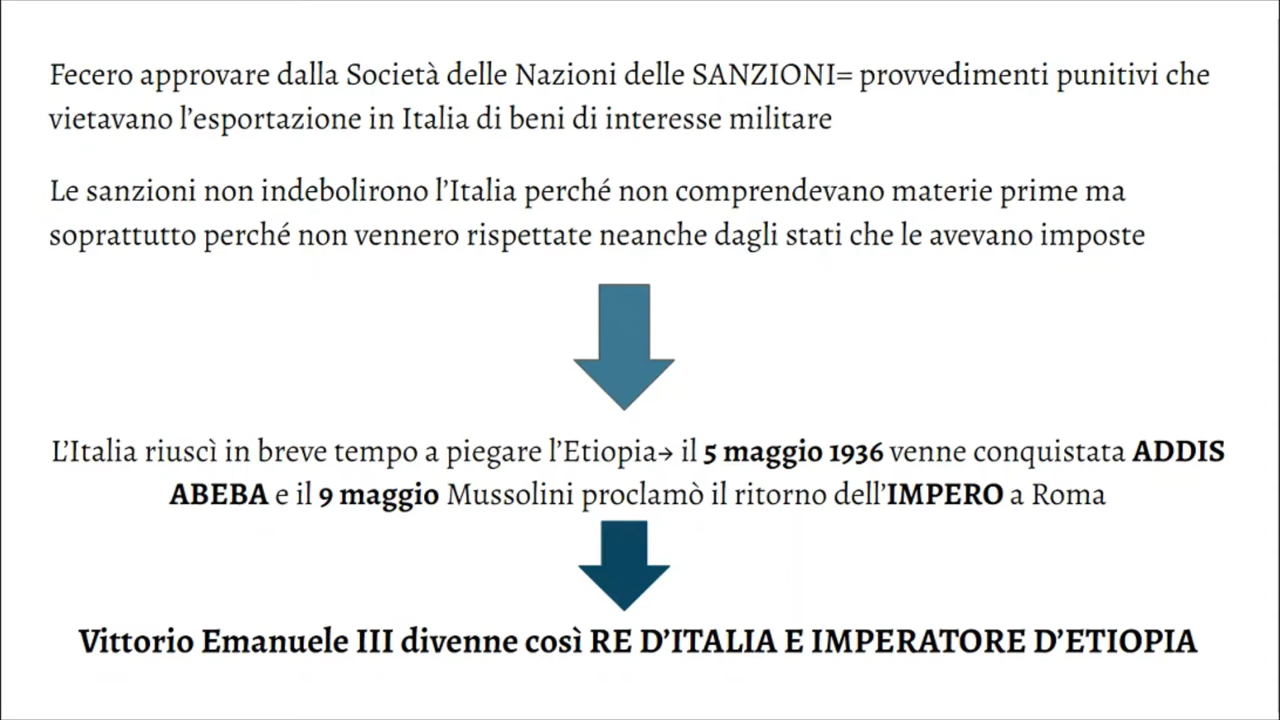 Fecero approvare dalla Società delle Nazioni delle SANZIONI= provvedimenti punitivi che
vietavano l’esportazione in Italia di beni di interesse militare
Le sanzioni non indebolirono l’Italia perché non comprendevano materie prime ma
soprattutto perché non vennero rispettate neanche dagli stati che le avevano imposte
L’Italia riuscì in breve tempo a piegare l’Etiopia→ il 5 maggio 1936 venne conquistata ADDIS
ABEBA e il 9 maggio Mussolini proclamò il ritorno dell’IMPERO a Roma
Vittorio Emanuele III divenne così RE D’ITALIA E IMPERATORE D’ETIOPIA